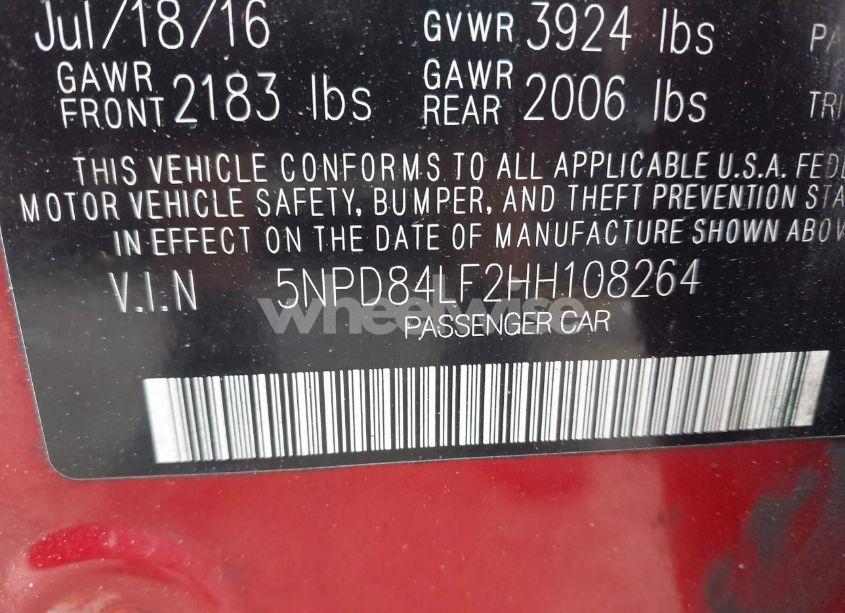 Jul/18/16 GVWR 3924 lbs
GAWR FRONT 2183 lbs GAWR REAR 2006 lbs
THIS VEHICLE CONFORMS TO ALL APPLICABLE U.S.A.
MOTOR VEHICLE SAFETY, BUMPER, AND THEFT PREVENTION
IN EFFECT ON THE DATE OF MANUFACTURE SHOWN
V.I.N 5NPD84LF2HH108264
wheelwise
PASSENGER CAR